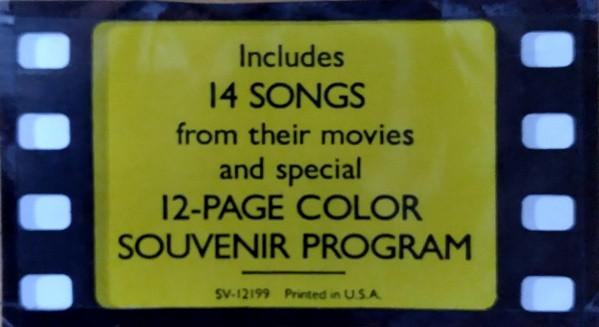 Includes
14 SONGS
from their movies
and special
12-PAGE COLOR
SOUVENIR PROGRAM
SV-12199 Printed in U.S.A.